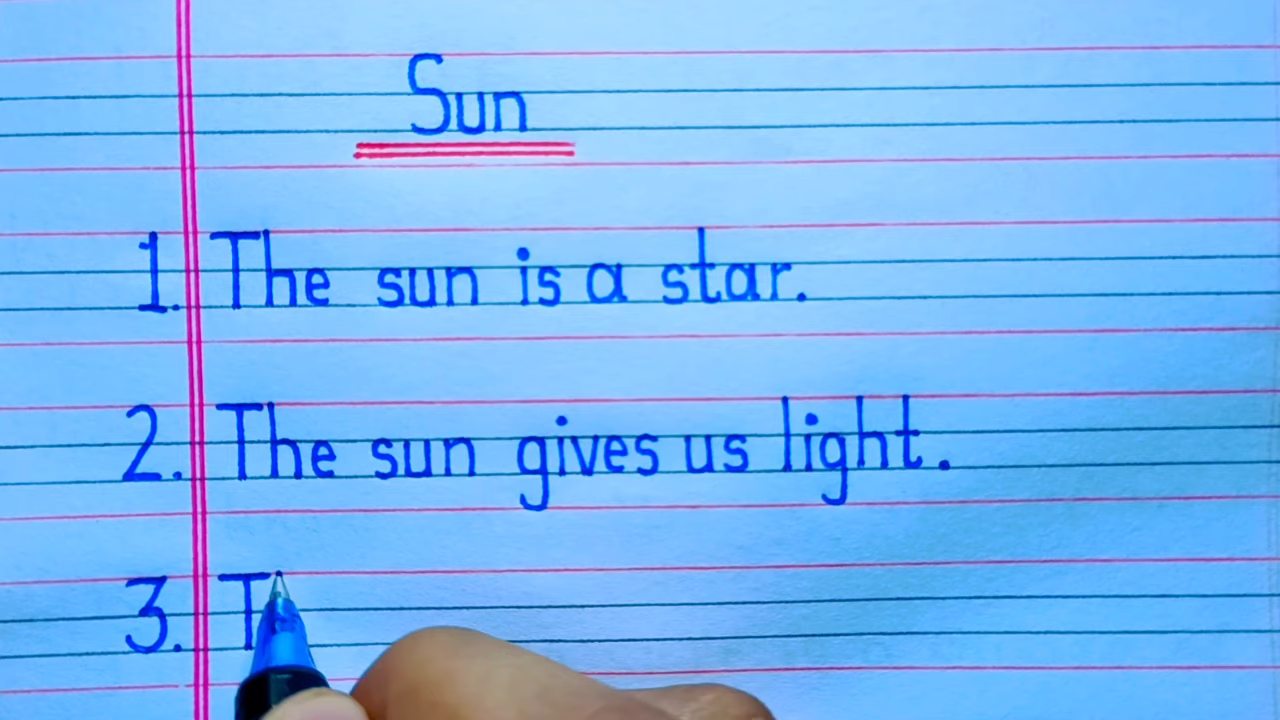 Sun
1. The sun is a star.
2. The sun gives us light.
3. T